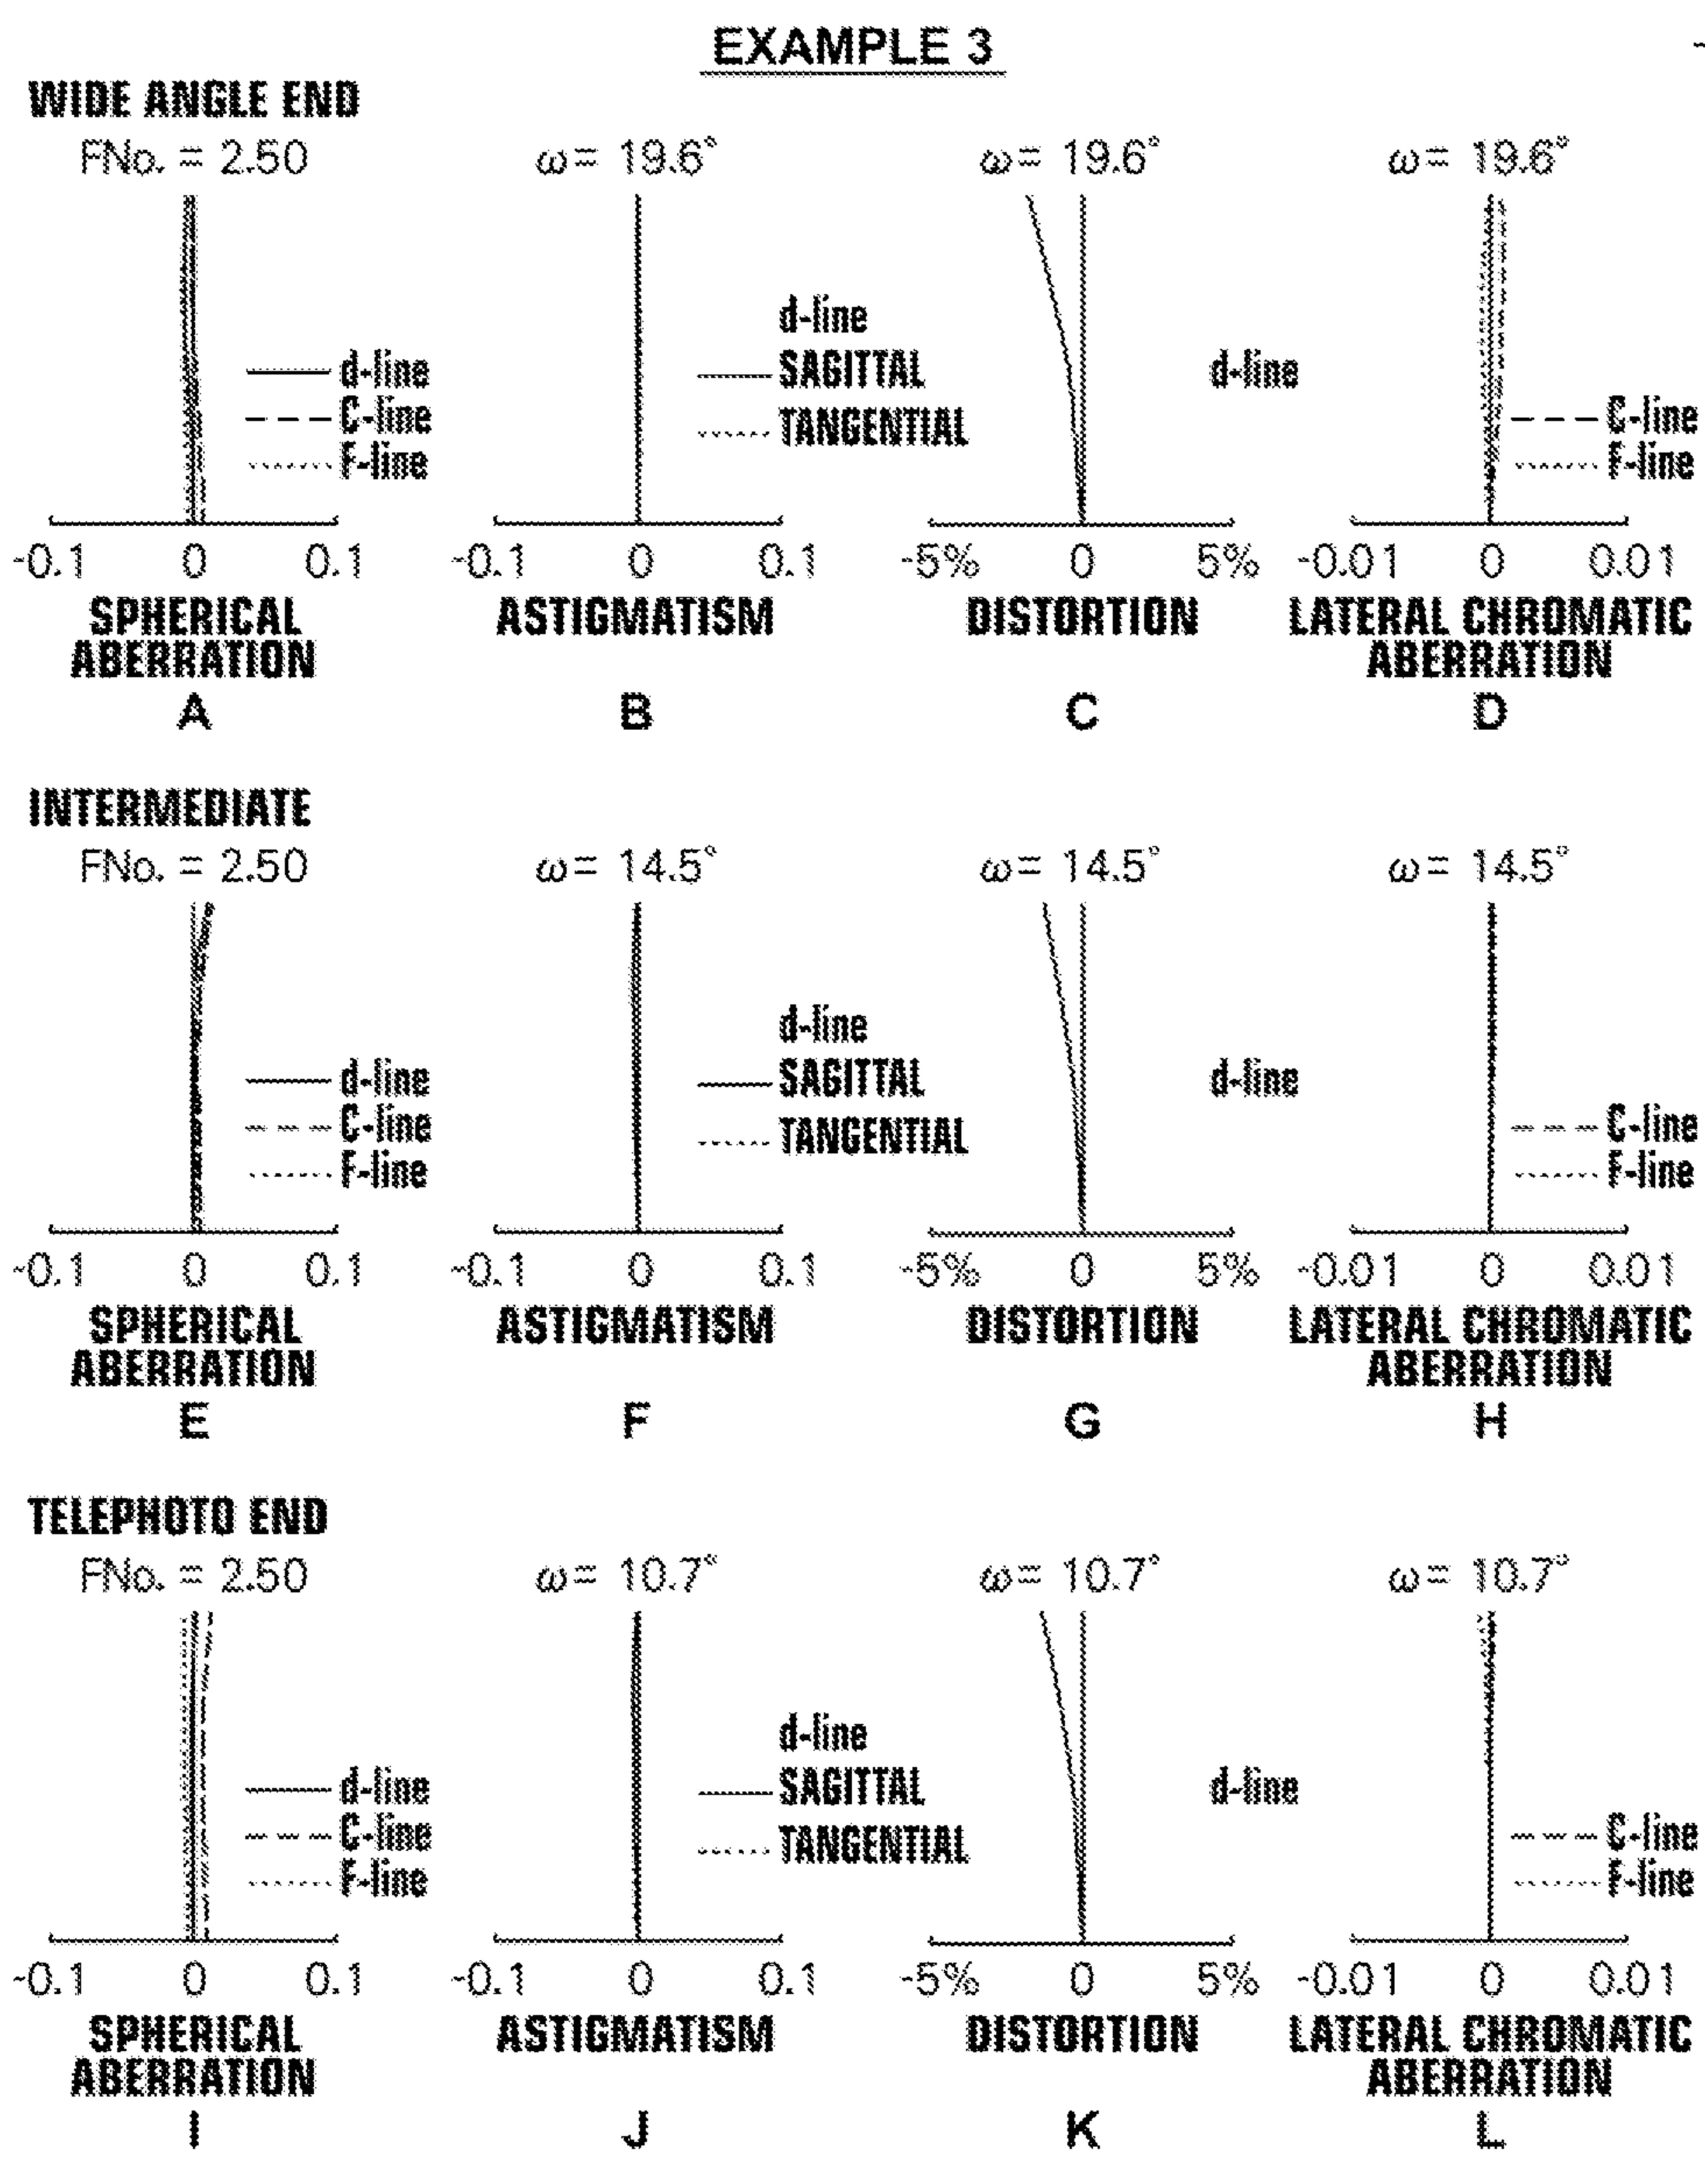 EXAMPLE 3
WIDE ANGLE END
FNo. = 2.50
ω= 19.6°
ω= 19.6°
ω= 19.6°
d-line
C-line
F-line
d-line
SAGITTAL
TANGENTIAL
d-line
C-line
F-line
-0.1 0 0.1
-0.1 0 0.1
-5% 0 5%
-0.01 0 0.01
SPHERICAL
ABERRATION
ASTIGMATISM
DISTORTION
LATERAL CHROMATIC
ABERRATION
A
B
C
D
INTERMEDIATE
FNo. = 2.50
ω= 14.5°
ω= 14.5°
ω= 14.5°
d-line
C-line
F-line
d-line
SAGITTAL
TANGENTIAL
d-line
C-line
F-line
-0.1 0 0.1
-0.1 0 0.1
-5% 0 5%
-0.01 0 0.01
SPHERICAL
ABERRATION
ASTIGMATISM
DISTORTION
LATERAL CHROMATIC
ABERRATION
E
F
G
H
TELEPHOTO END
FNo. = 2.50
ω= 10.7°
ω= 10.7°
ω= 10.7°
d-line
C-line
F-line
d-line
SAGITTAL
TANGENTIAL
d-line
C-line
F-line
-0.1 0 0.1
-0.1 0 0.1
-5% 0 5%
-0.01 0 0.01
SPHERICAL
ABERRATION
ASTIGMATISM
DISTORTION
LATERAL CHROMATIC
ABERRATION
I
J
K
L